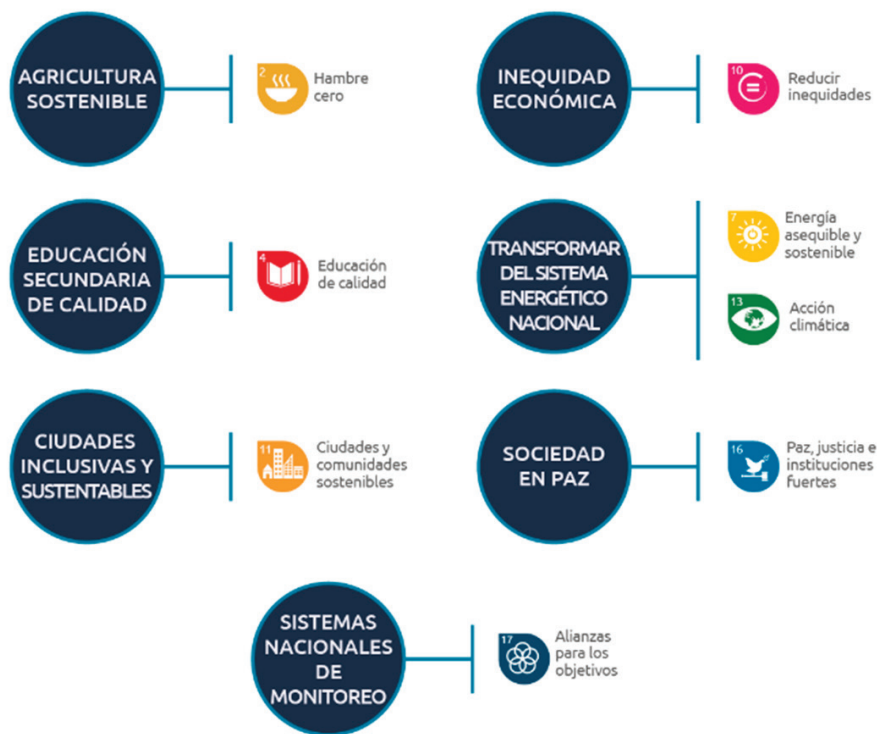 AGRICULTURA
SOSTENIBLE
2
Hambre
cero
INEQUIDAD
ECONÓMICA
10
Reducir
inequidades
EDUCACIÓN
SECUNDARIA
DE CALIDAD
4
Educación
de calidad
TRANSFORMAR
DEL SISTEMA
ENERGÉTICO
NACIONAL
7
Energía
asequible y
sostenible
13
Acción
climática
CIUDADES
INCLUSIVAS Y
SUSTENTABLES
11
Ciudades y
comunidades
sostenibles
SOCIEDAD
EN PAZ
16
Paz, justicia e
instituciones
fuertes
SISTEMAS
NACIONALES
DE
MONITOREO
17
Alianzas
para los
objetivos